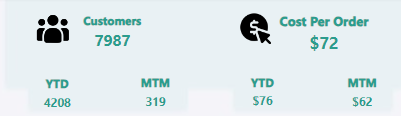 Customers
7987
YTD
MTM
4208
319
Cost Per Order
$72
YTD
MTM
$76
$62